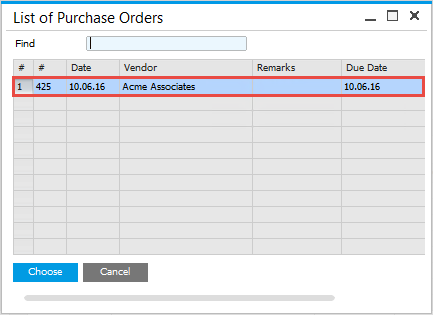 List of Purchase Orders
Find
# # Date Vendor Remarks Due Date
1 425 10.06.16 Acme Associates 10.06.16
Choose Cancel